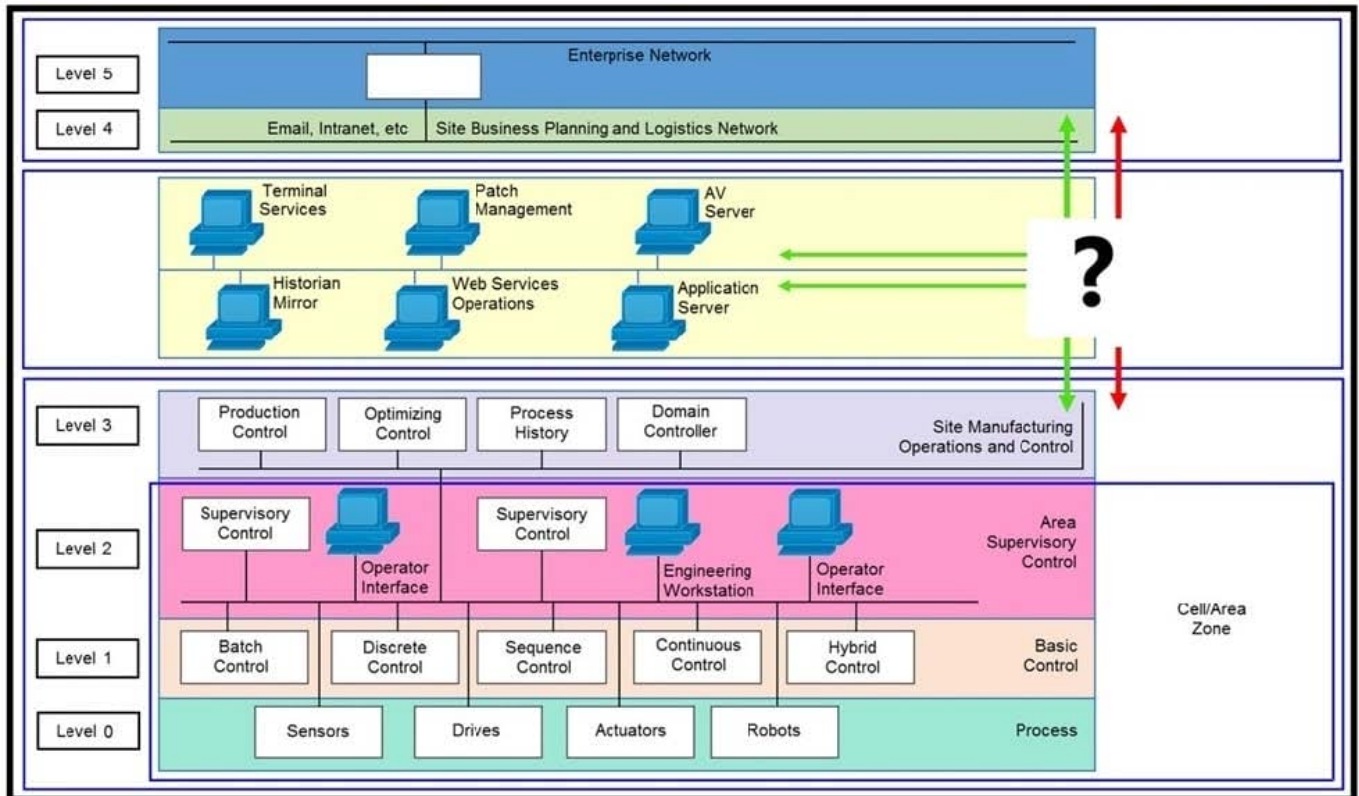 Level 5
Enterprise Network
Level 4
Email, Intranet, etc
Site Business Planning and Logistics Network
Terminal
Services
Patch
Management
AV
Server
?
Historian
Mirror
Web Services
Operations
Application
Server
Level 3
Production
Control
Optimizing
Control
Process
History
Domain
Controller
Site Manufacturing
Operations and Control
Level 2
Supervisory
Control
Operator
Interface
Supervisory
Control
Engineering
Workstation
Operator
Interface
Area
Supervisory
Control
Cell/Area
Zone
Level 1
Batch
Control
Discrete
Control
Sequence
Control
Continuous
Control
Hybrid
Control
Basic
Control
Level 0
Sensors
Drives
Actuators
Robots
Process